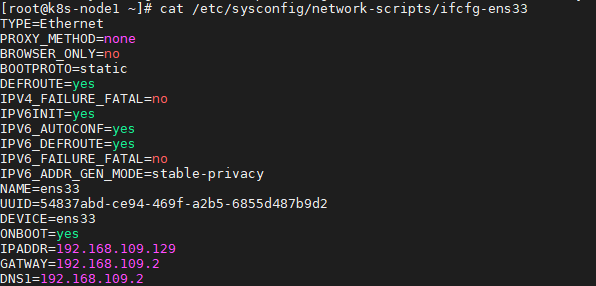 [root@k8s-node1 ~]# cat /etc/sysconfig/network-scripts/ifcfg-ens33
TYPE=Ethernet
PROXY_METHOD=none
BROWSER_ONLY=no
BOOTPROTO=static
DEFROUTE=yes
IPV4_FAILURE_FATAL=no
IPV6INIT=yes
IPV6_AUTOCONF=yes
IPV6_DEFROUTE=yes
IPV6_FAILURE_FATAL=no
IPV6_ADDR_GEN_MODE=stable-privacy
NAME=ens33
UUID=54837abd-ce94-469f-a2b5-6855d487b9d2
DEVICE=ens33
ONBOOT=yes
IPADDR=192.168.109.129
GATWAY=192.168.109.2
DNS1=192.168.109.2